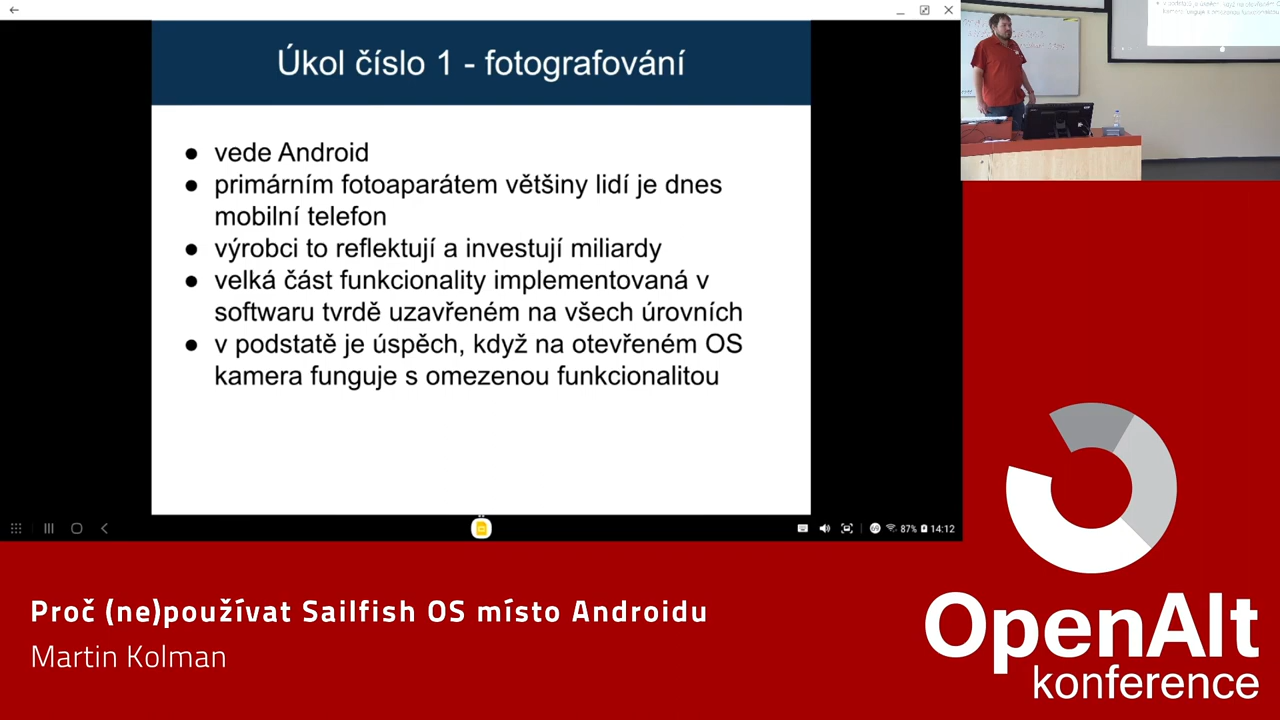 Úkol číslo 1 - fotografování
● vede Android
● primárním fotoaparátem většiny lidí je dnes
mobilní telefon
● výrobci to reflektují a investují miliardy
● velká část funkcionality implementovaná v
softwaru tvrdě uzavřeném na všech úrovních
● v podstatě je úspěch, když na otevřeném OS
kamera funguje s omezenou funkcionalitou
87% 14:12
Proč (ne)používat Sailfish OS místo Androidu
Martin Kolman
OpenAlt
konference